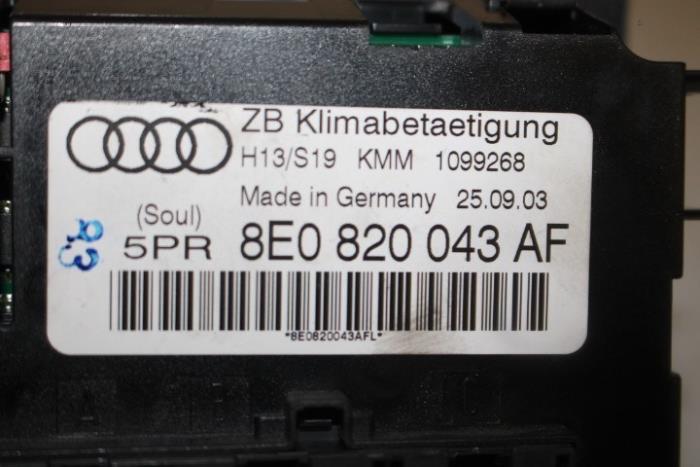 ZB Klimabetaetigung
H13/S19 KMM 1099268
Made in Germany 25.09.03
(Soul)
5PR 8E0 820 043 AF
*8E0820043AFL*
A B C